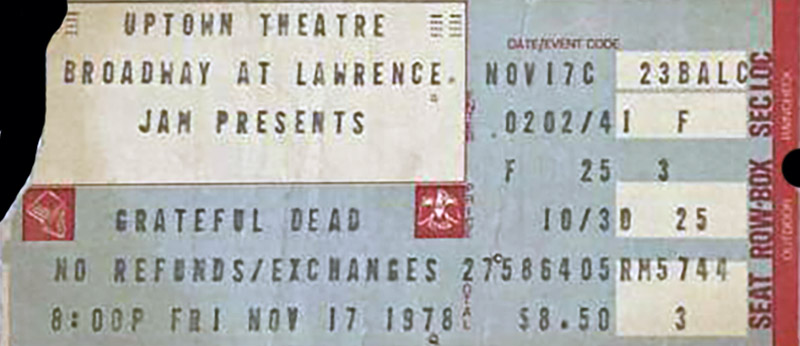 UPTOWN THEATRE
BROADWAY AT LAWRENCE.
JAM PRESENTS
GRATEFUL DEAD
NO REFUNDS/EXCHANGES
8:00P FRI NOV 17 1978
DATE/EVENT CODE
NOV17C 23BALC
.0202/41 F
F 25 3
10/30 25
27586405 RM5744
$8.50 3
SEAT ROW·BOX SEC LOC
OUTDOOR RAINCHECK